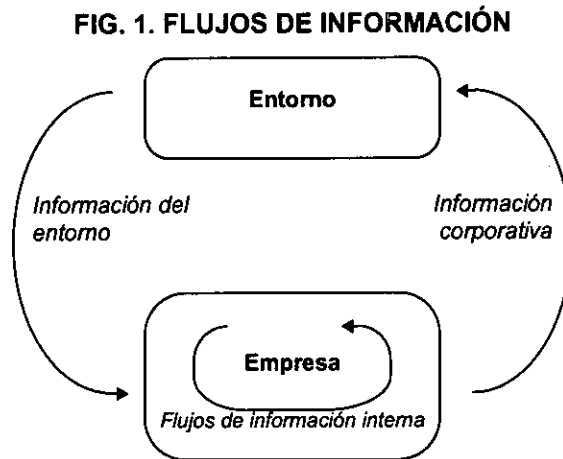 FIG. 1. FLUJOS DE INFORMACIÓN
Entorno
Información del
entorno
Información
corporativa
Empresa
Flujos de información interna